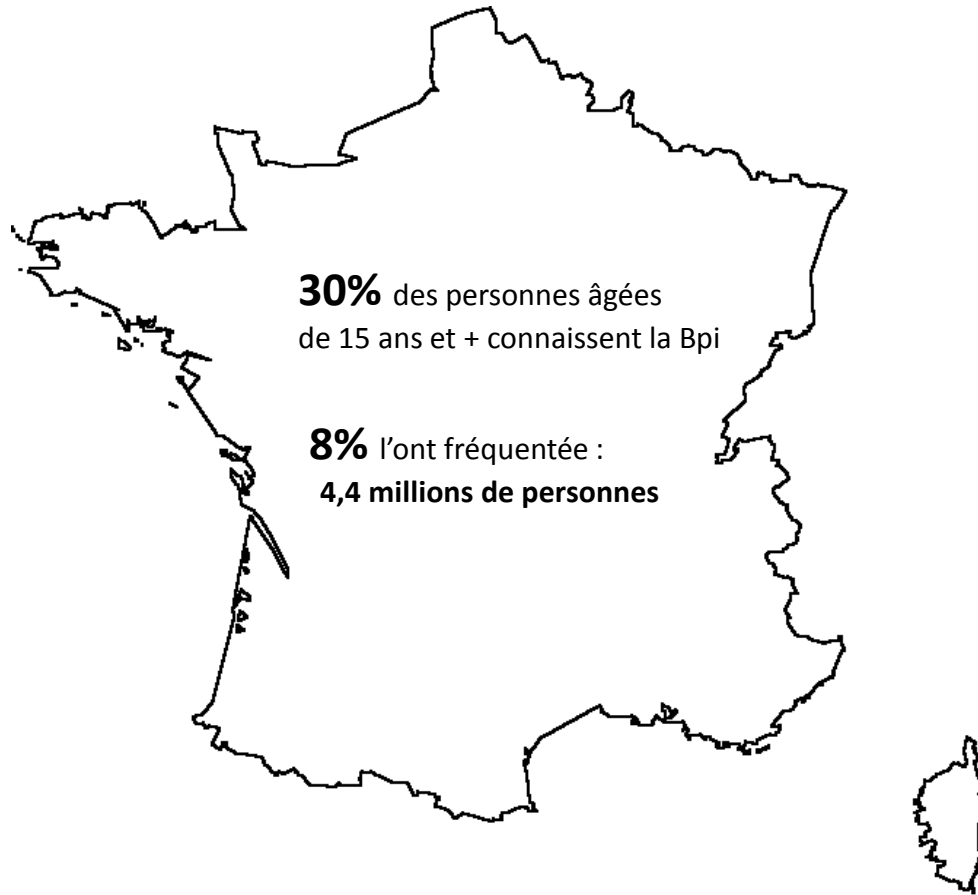 30% des personnes âgées
de 15 ans et + connaissent la Bpi
8% l'ont fréquentée :
4,4 millions de personnes